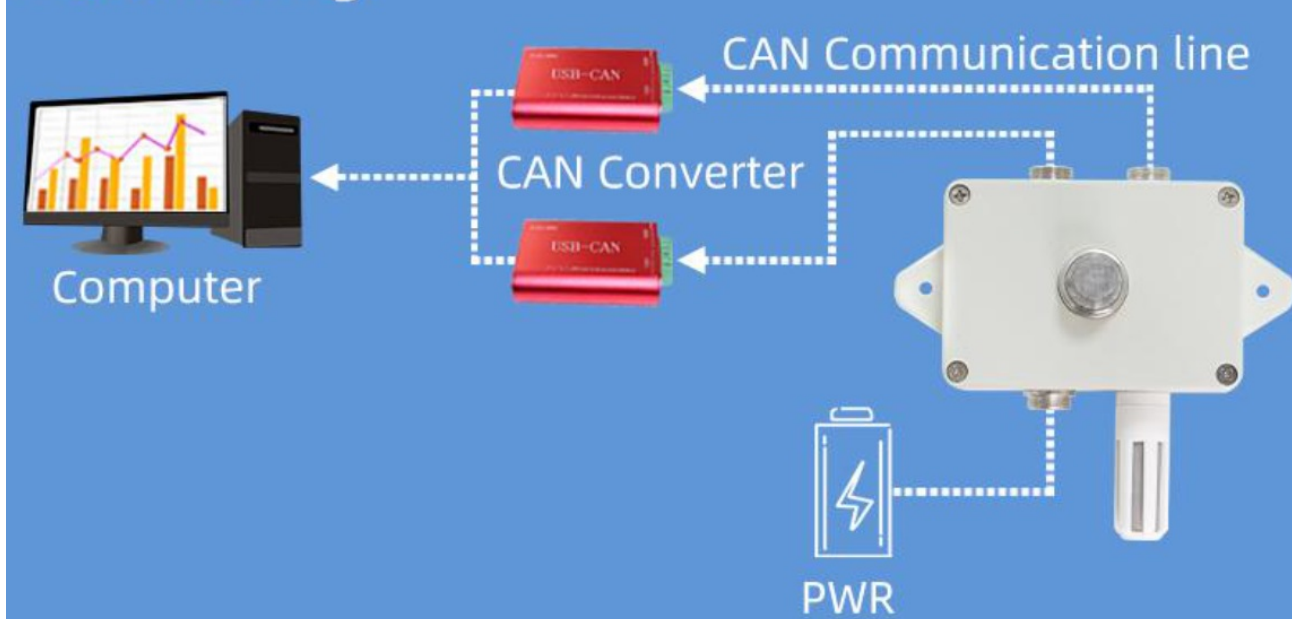 CAN Communication line
USB-CAN
CAN Converter
USB-CAN
Computer
PWR